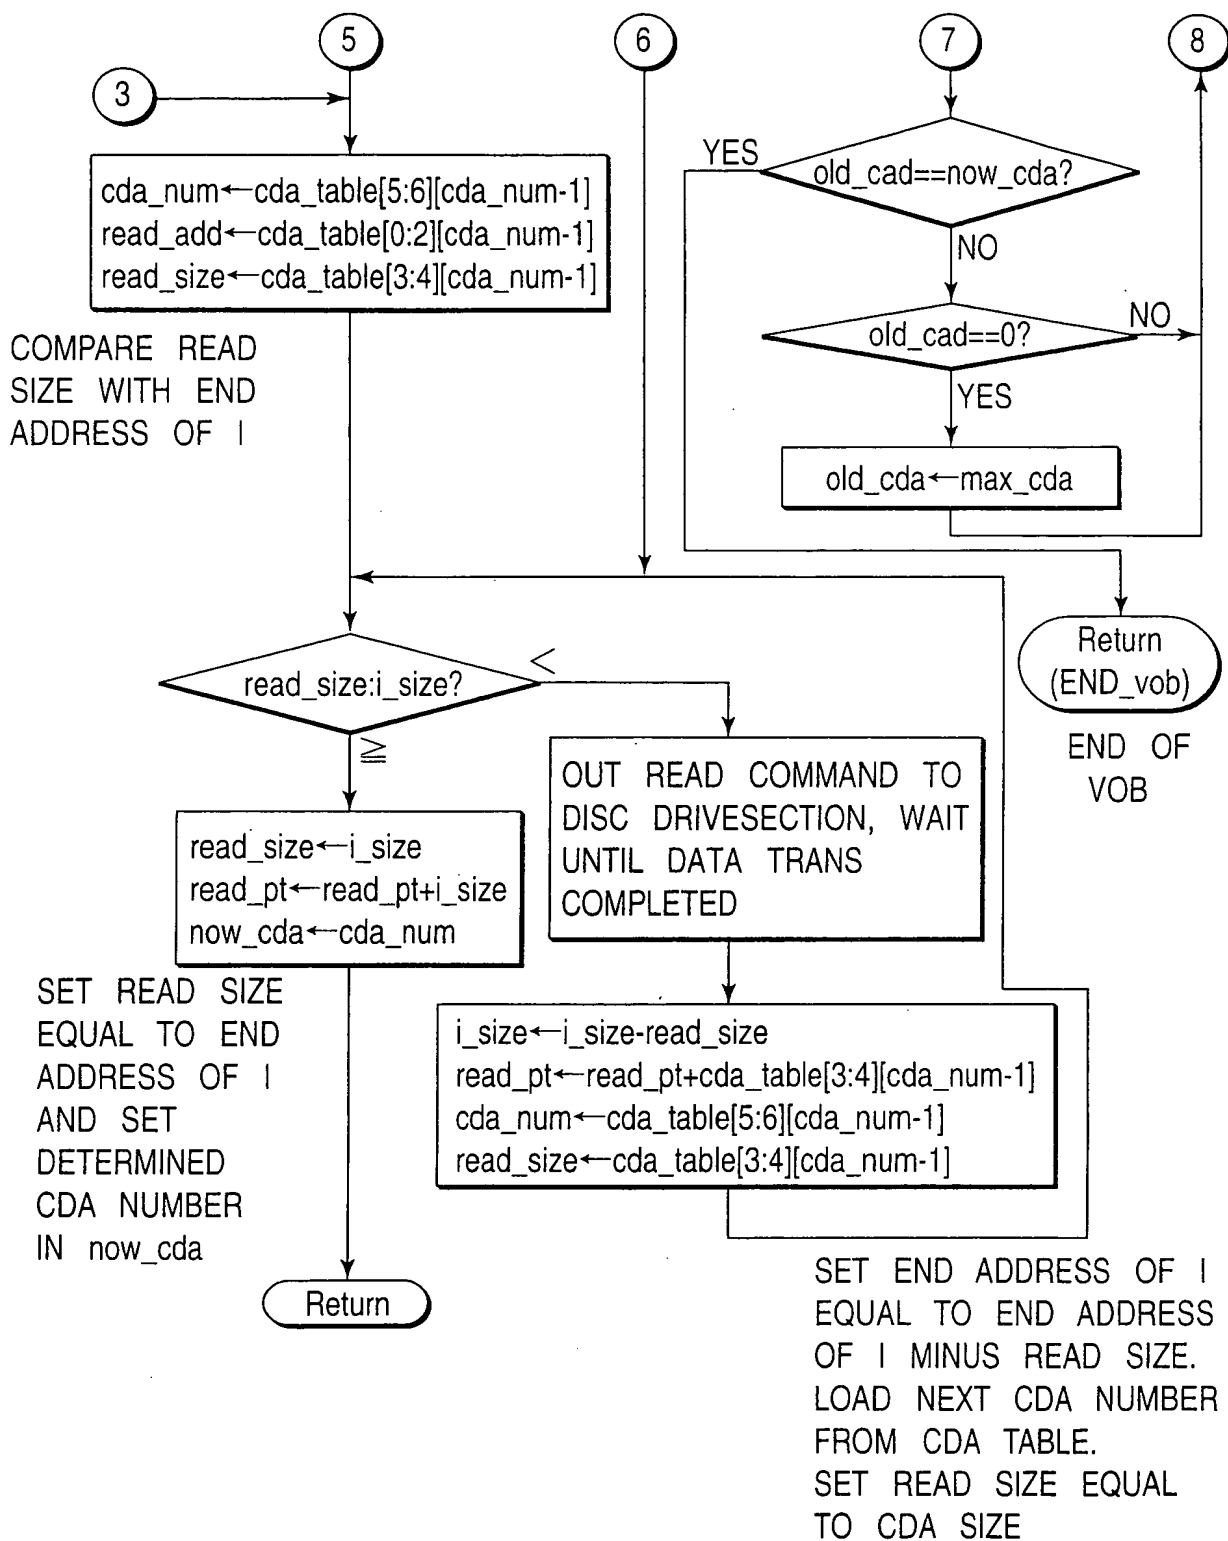 5
6
7
8
3
cda_num←cda_table[5:6][cda_num-1]
read_add←cda_table[0:2][cda_num-1]
read_size←cda_table[3:4][cda_num-1]
COMPARE READ
SIZE WITH END
ADDRESS OF I
YES
old_cad==now_cda?
NO
old_cad==0?
NO
YES
old_cda←max_cda
Return
(END_vob)
END OF
VOB
read_size:i_size?
<
≧
read_size←i_size
read_pt←read_pt+i_size
now_cda←cda_num
SET READ SIZE
EQUAL TO END
ADDRESS OF I
AND SET
DETERMINED
CDA NUMBER
IN now_cda
Return
OUT READ COMMAND TO
DISC DRIVESECTION, WAIT
UNTIL DATA TRANS
COMPLETED
i_size←i_size-read_size
read_pt←read_pt+cda_table[3:4][cda_num-1]
cda_num←cda_table[5:6][cda_num-1]
read_size←cda_table[3:4][cda_num-1]
SET END ADDRESS OF I
EQUAL TO END ADDRESS
OF I MINUS READ SIZE.
LOAD NEXT CDA NUMBER
FROM CDA TABLE.
SET READ SIZE EQUAL
TO CDA SIZE